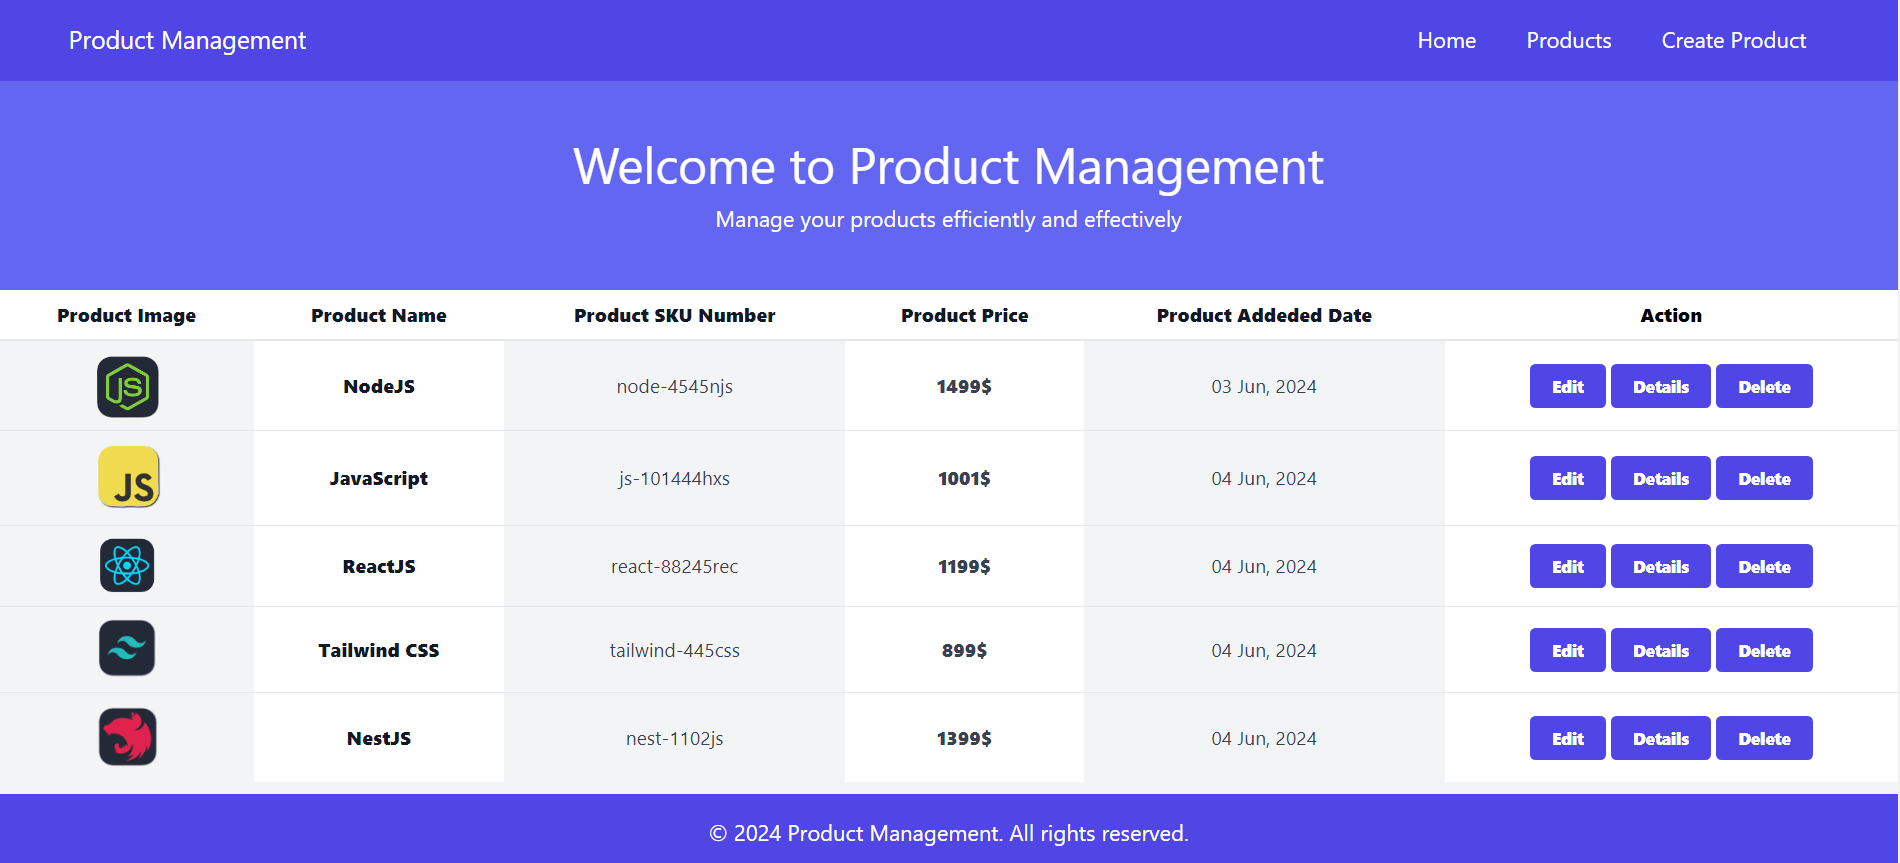 Product Management Home Products Create Product
Welcome to Product Management
Manage your products efficiently and effectively
Product Image Product Name Product SKU Number Product Price Product Addeded Date Action
JS NodeJS node-4545njs 1499$ 03 Jun, 2024 Edit Details Delete
JS JavaScript js-101444hxs 1001$ 04 Jun, 2024 Edit Details Delete
ReactJS react-88245rec 1199$ 04 Jun, 2024 Edit Details Delete
Tailwind CSS tailwind-445css 899$ 04 Jun, 2024 Edit Details Delete
NestJS nest-1102js 1399$ 04 Jun, 2024 Edit Details Delete
© 2024 Product Management. All rights reserved.